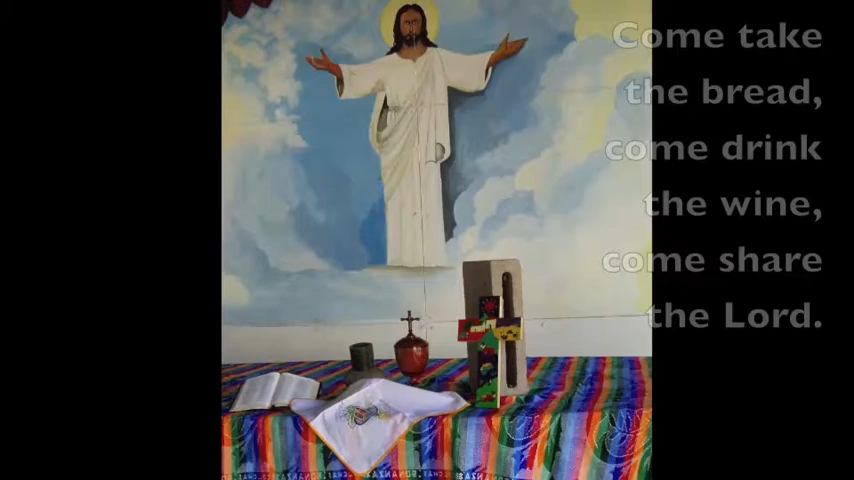 Come take
the bread,
come drink
the wine,
come share
the Lord.